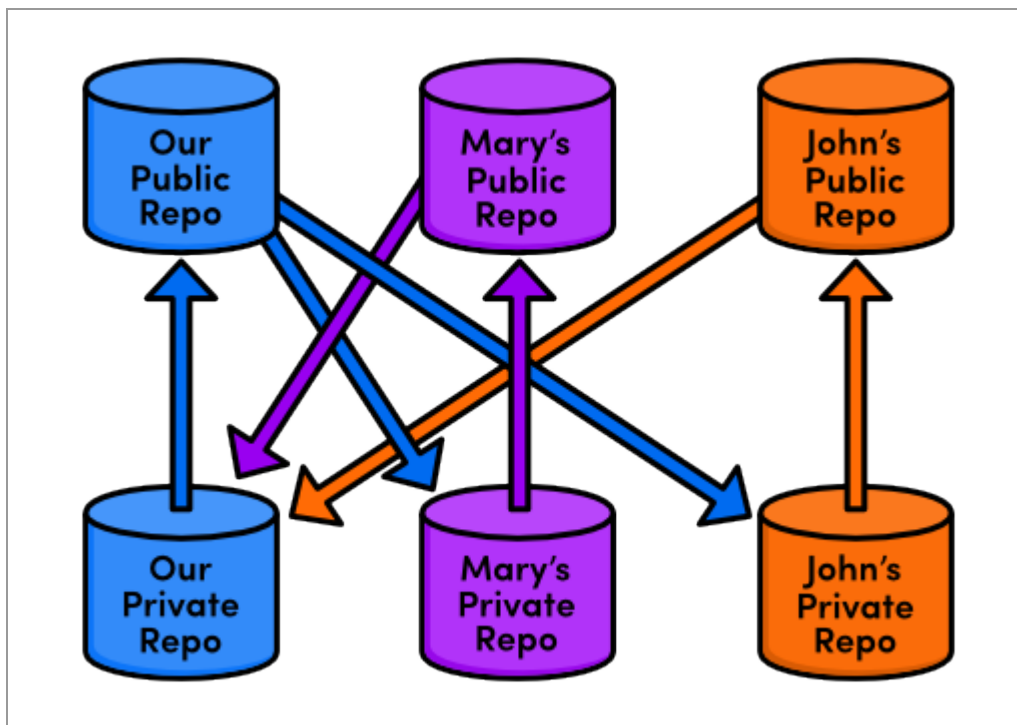 Our
Public
Repo
Mary's
Public
Repo
John's
Public
Repo
Our
Private
Repo
Mary's
Private
Repo
John's
Private
Repo